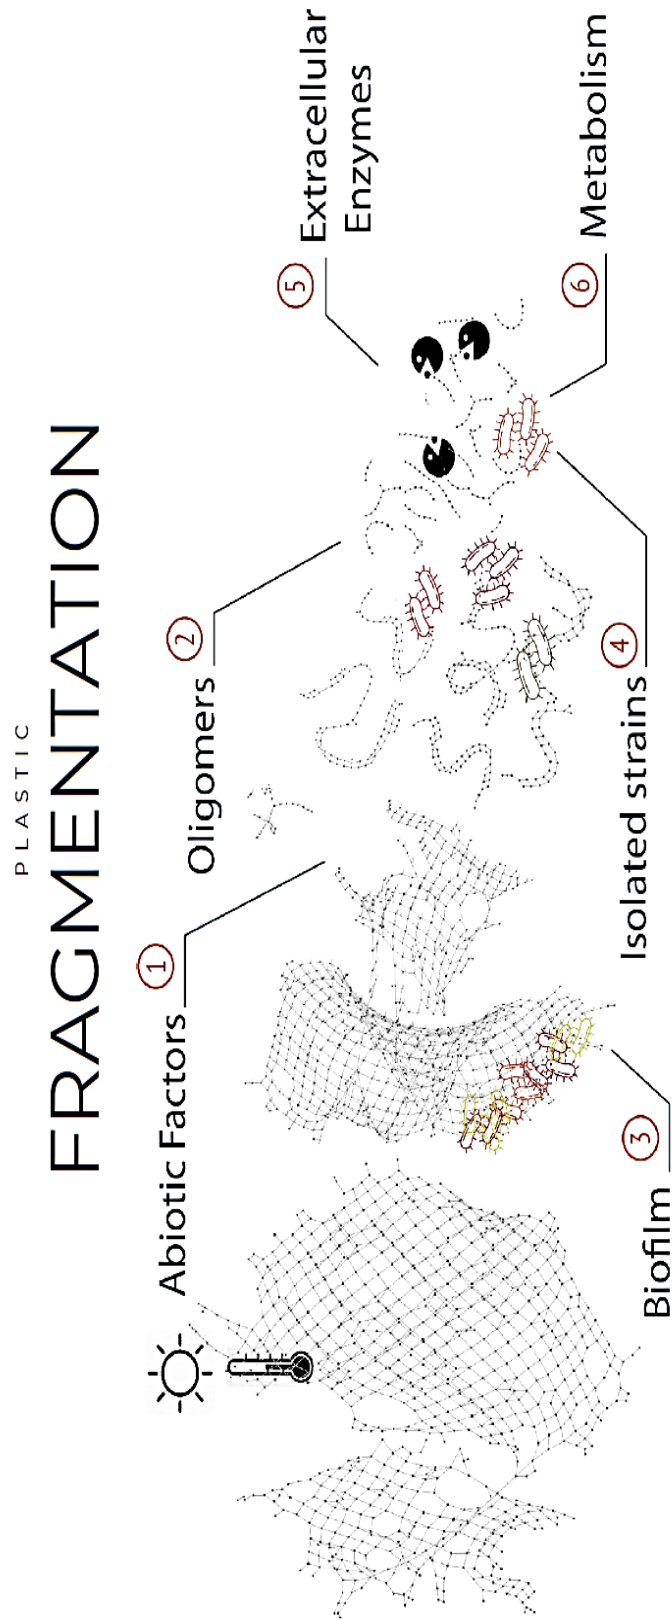 PLASTIC
FRAGMENTATION
Abiotic Factors
1
Oligomers
2
5
Extracellular
Enzymes
Biofilm
3
Isolated strains
4
6
Metabolism